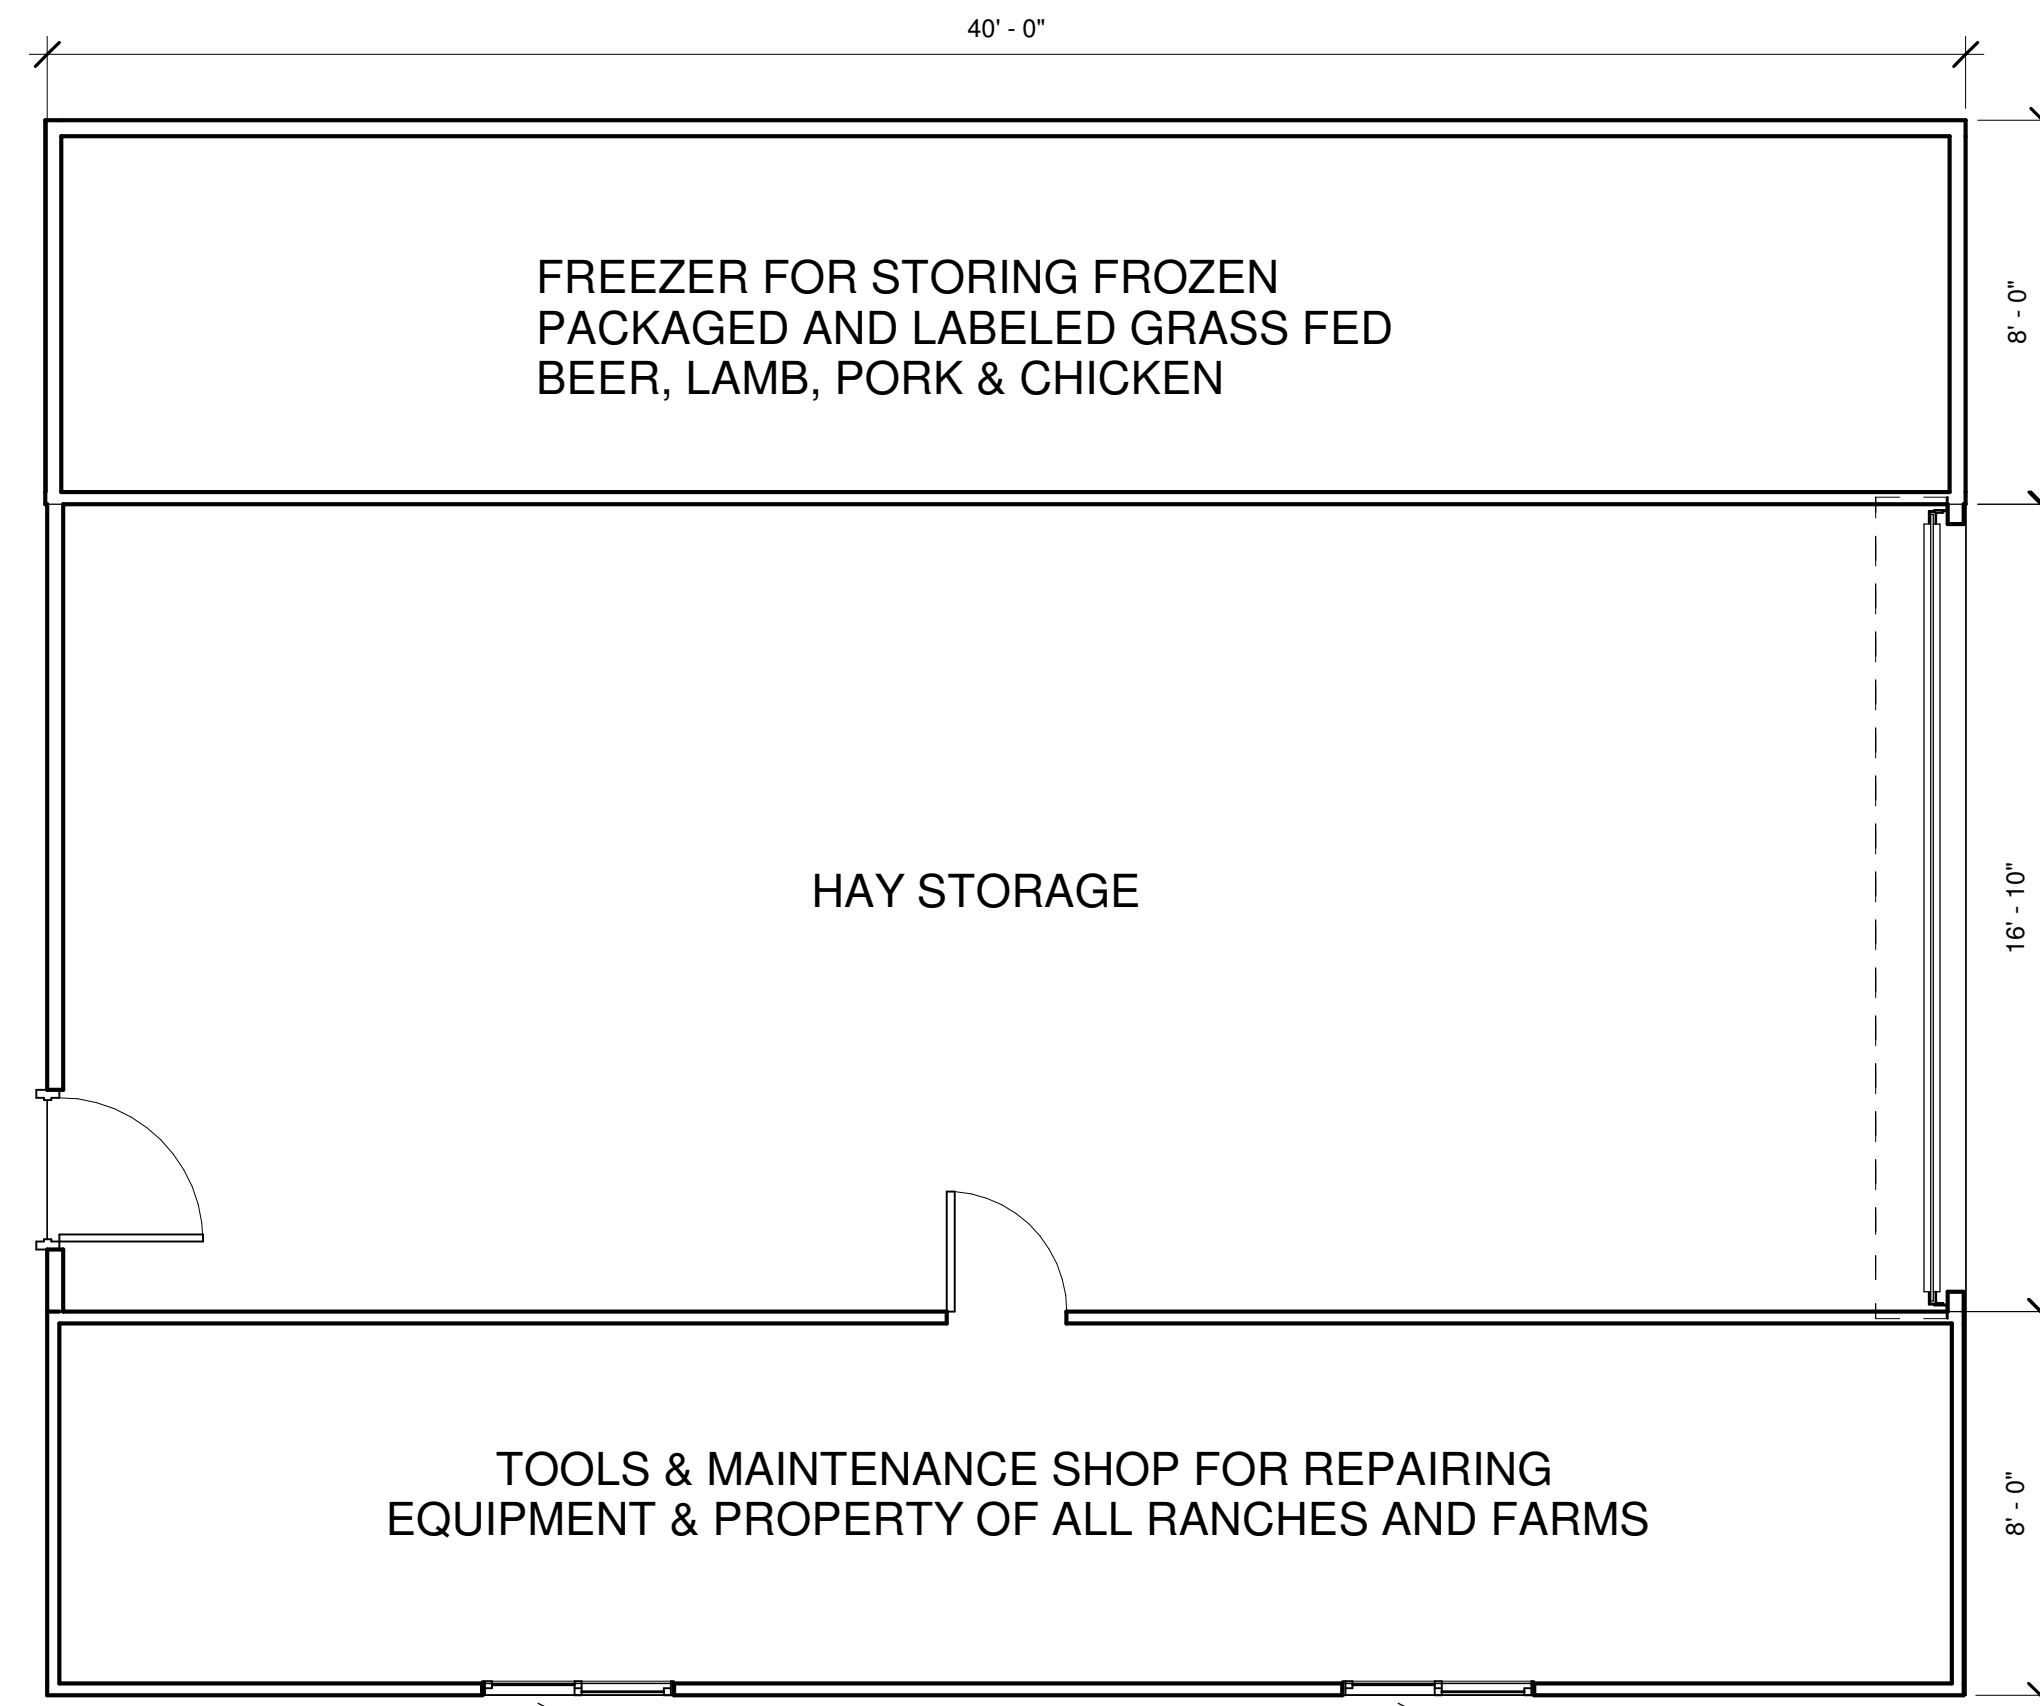 40' - 0"
FREEZER FOR STORING FROZEN
PACKAGED AND LABELED GRASS FED
BEER, LAMB, PORK & CHICKEN
8' - 0"
HAY STORAGE
16' - 10"
TOOLS & MAINTENANCE SHOP FOR REPAIRING
EQUIPMENT & PROPERTY OF ALL RANCHES AND FARMS
8' - 0"